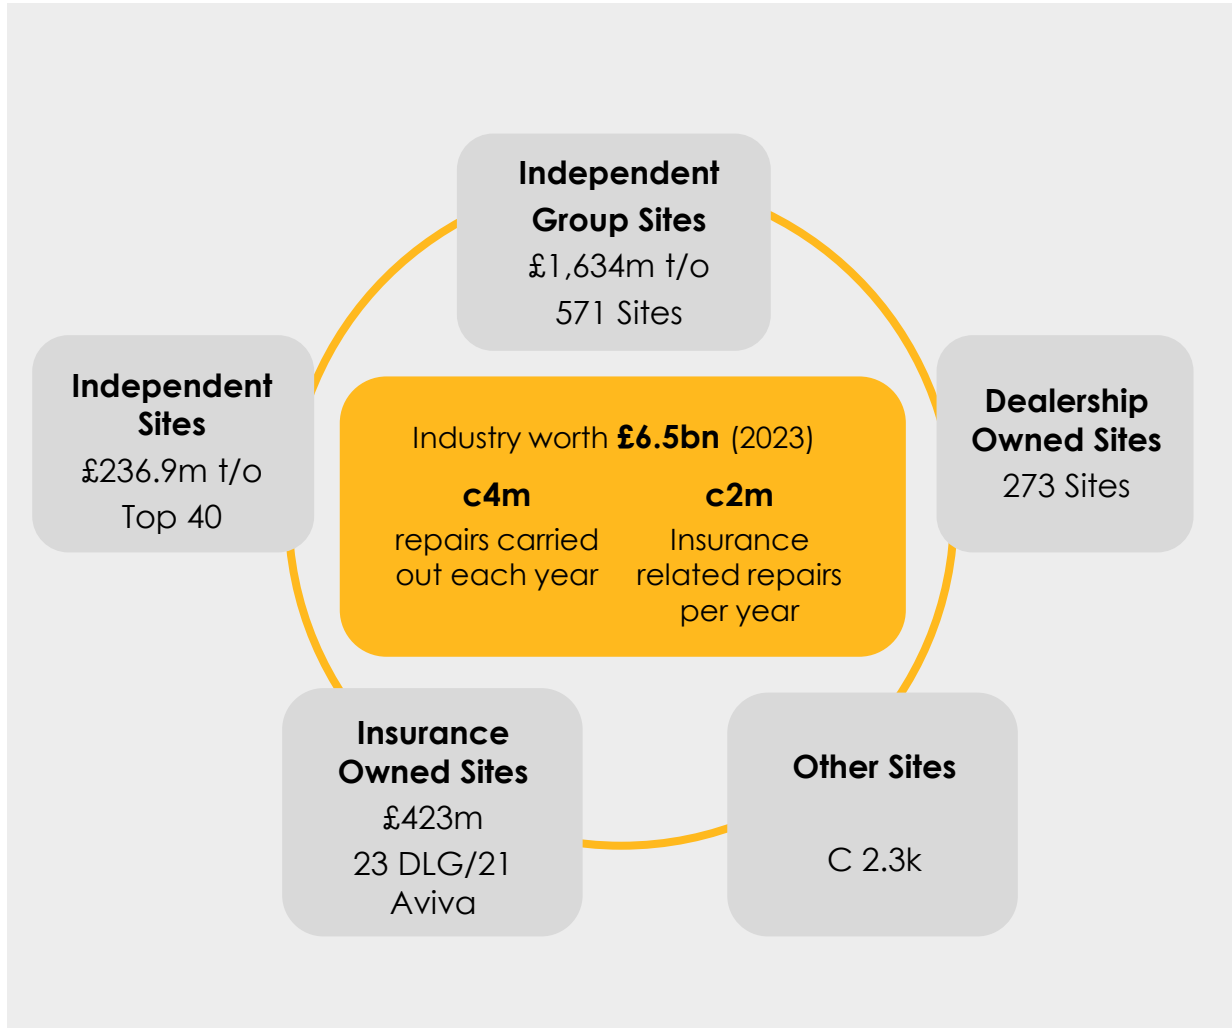 Independent
Group Sites
£1,634m t/o
571 Sites
Independent
Sites
£236.9m t/o
Top 40
Industry worth £6.5bn (2023)
c4m
repairs carried
out each year
c2m
Insurance
related repairs
per year
Dealership
Owned Sites
273 Sites
Insurance
Owned Sites
£423m
23 DLG/21
Aviva
Other Sites
C 2.3k